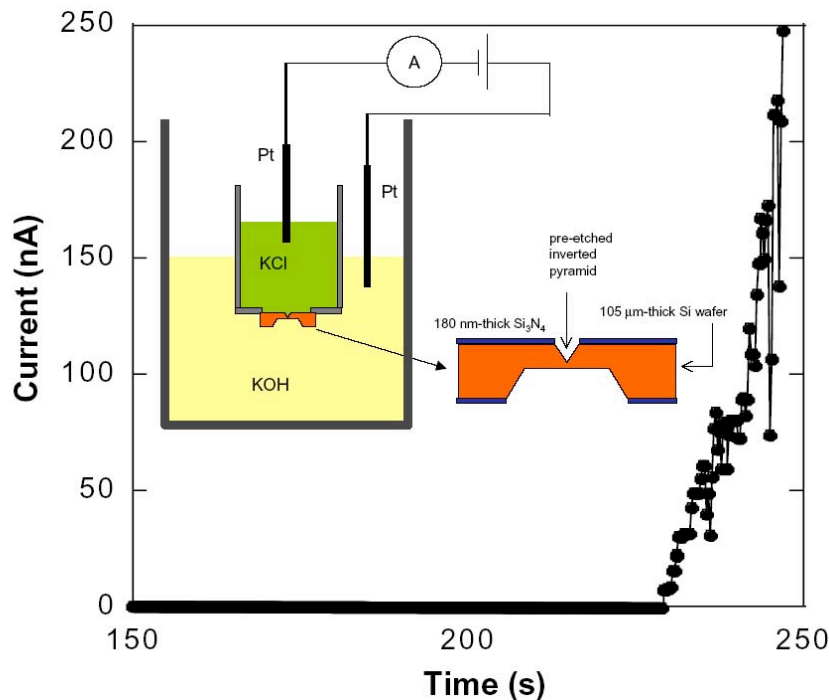 250
200
150
100
50
0
Current (nA)
150
200
250
Time (s)
A
Pt
Pt
KCl
KOH
pre-etched
inverted
pyramid
180 nm-thick Si₃N₄
105 μm-thick Si wafer